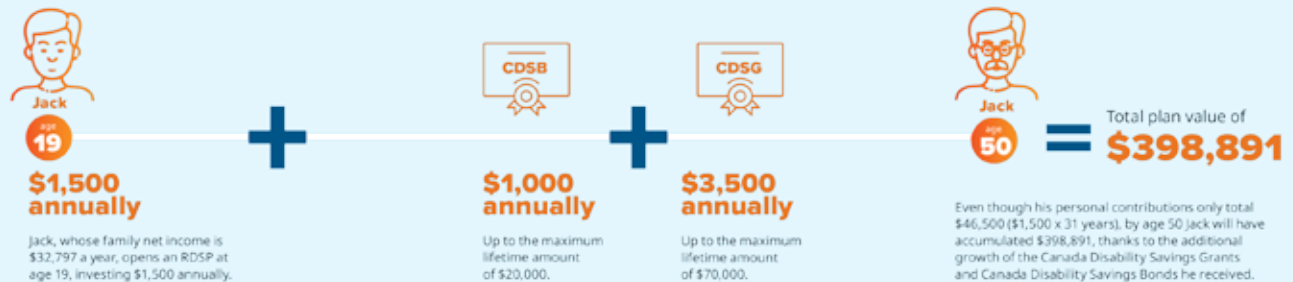 Jack
age
19
$1,500
annually
Jack, whose family net income is
$32,797 a year, opens an RDSP at
age 19, investing $1,500 annually.
CDSB
$1,000
annually
Up to the maximum
lifetime amount
of $20,000.
CDSG
$3,500
annually
Up to the maximum
lifetime amount
of $70,000.
Jack
age
50
Total plan value of
$398,891
Even though his personal contributions only total
$46,500 ($1,500 x 31 years), by age 50 Jack will have
accumulated $398,891, thanks to the additional
growth of the Canada Disability Savings Grants
and Canada Disability Savings Bonds he received.